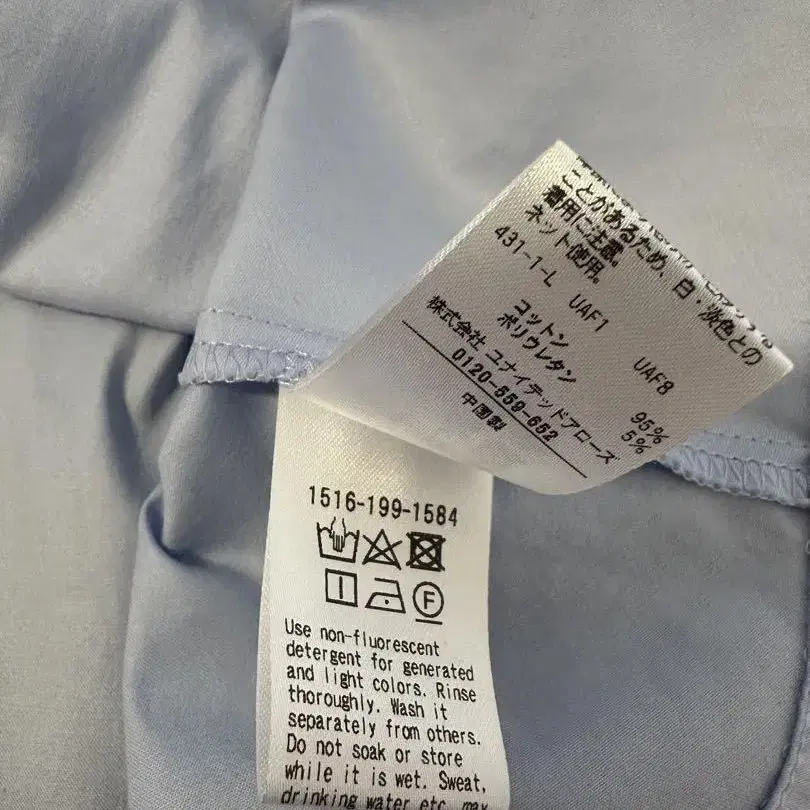 ことがあるため、白・淡色との
着用に注意。
ネット使用。
431-1-L UAF1 UAF8
コットン 95%
ポリウレタン 5%
株式会社 ユナイテッドアローズ
0120-559-652
中国製
1516-199-1584
F
Use non-fluorescent
detergent for generated
and light colors. Rinse
thoroughly. Wash it
separately from others.
Do not soak or store
while it is wet. Sweat,
drinking water etc. may